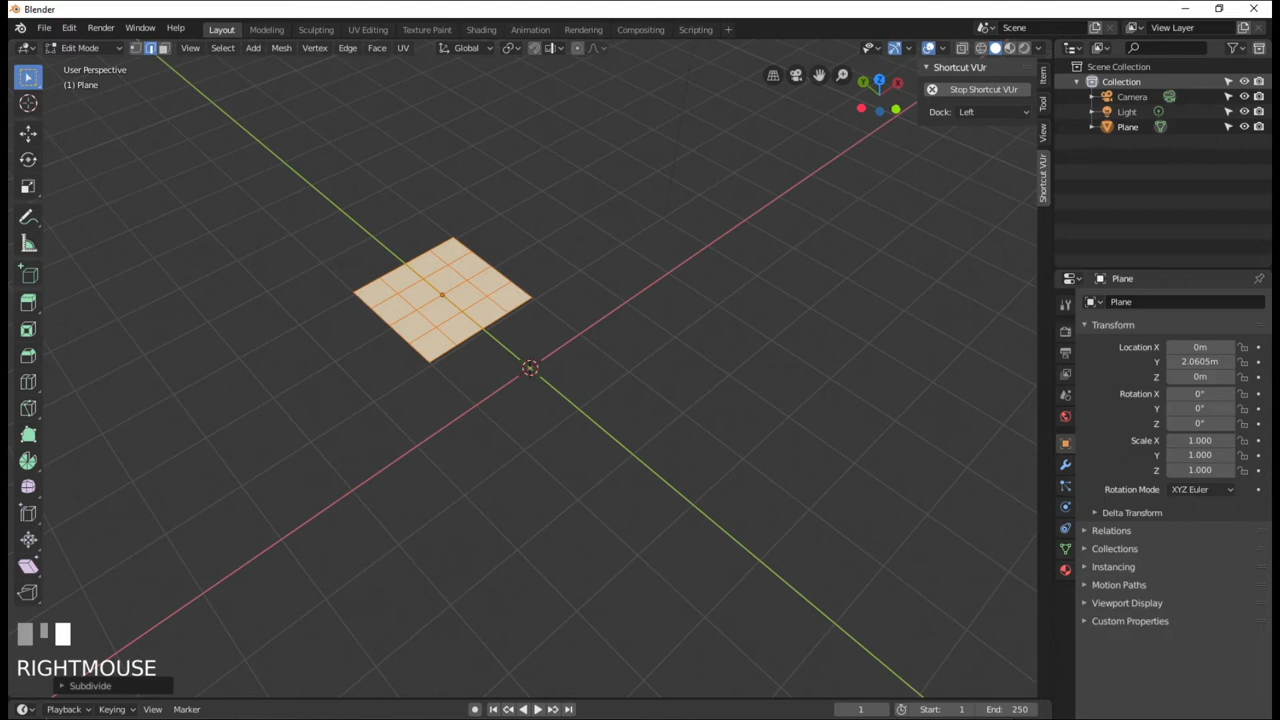 Blender
File Edit Render Window Help
Layout Modeling Sculpting UV Editing Texture Paint Shading Animation Rendering Compositing Scripting +
Scene
View Layer
Edit Mode View Select Add Mesh Vertex Edge Face UV Global
User Perspective
(1) Plane
Shortcut VUr
Stop Shortcut VUr
Dock: Left
Item
Tool
View
Shortcut VUr
X
Y
Z
Scene Collection
Collection
Camera
Light
Plane
Plane
Plane
Transform
Location X 0m
Y 2.0605m
Z 0m
Rotation X 0°
Y 0°
Z 0°
Scale X 1.000
Y 1.000
Z 1.000
Rotation Mode XYZ Euler
Delta Transform
Relations
Collections
Instancing
Motion Paths
Viewport Display
Custom Properties
RIGHTMOUSE
Subdivide
Playback Keying View Marker
1
Start: 1 End: 250